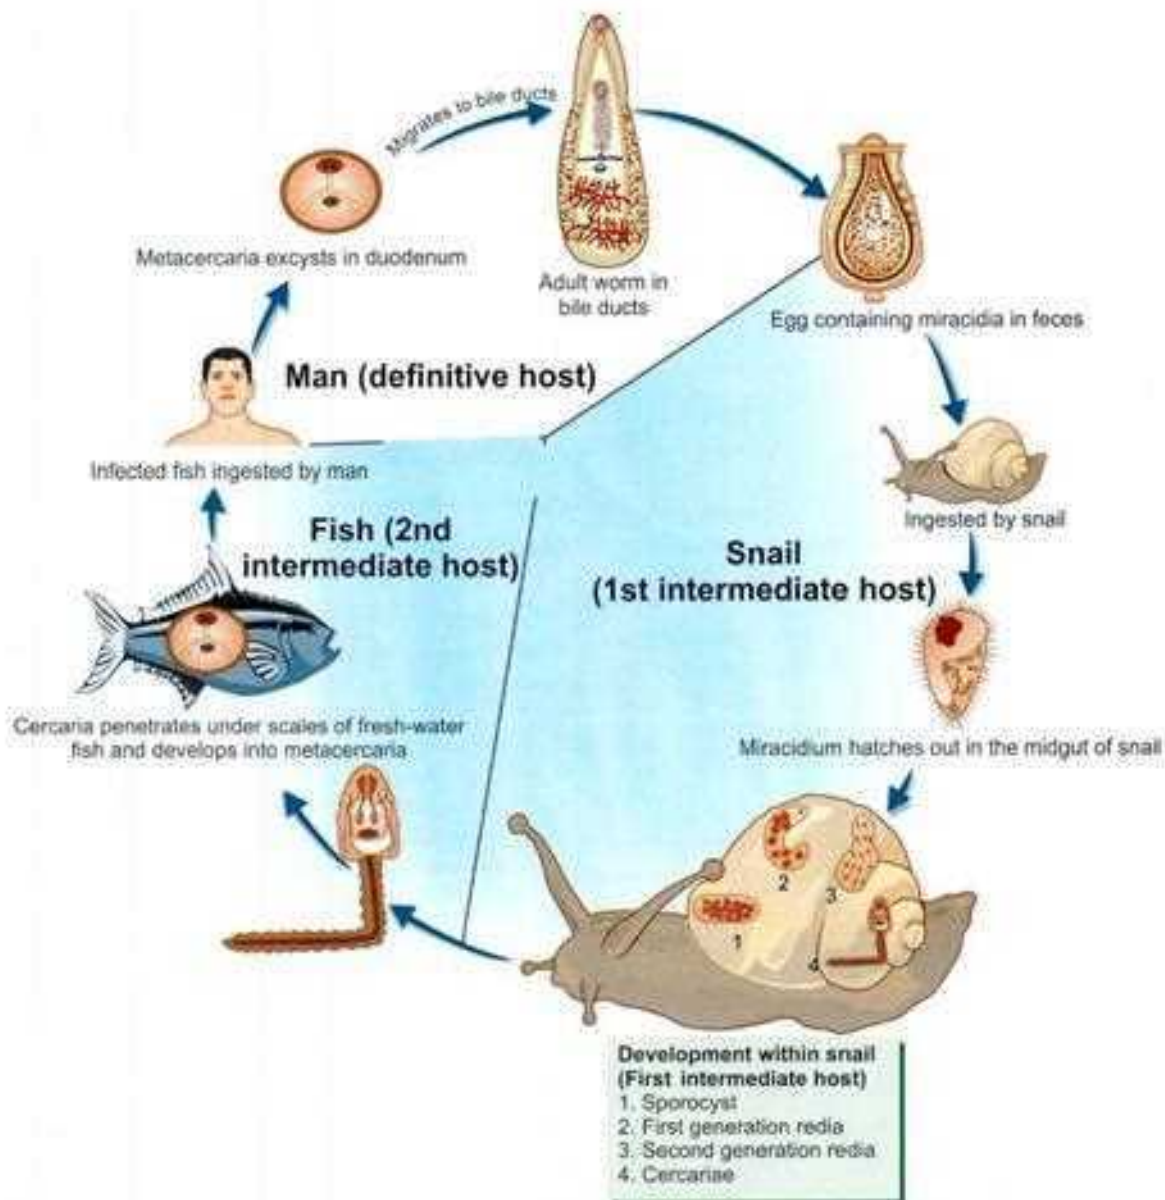 Migrates to bile ducts
Metacercaria excysts in duodenum
Adult worm in
bile ducts
Egg containing miracidia in feces
Man (definitive host)
Infected fish ingested by man
Ingested by snail
Fish (2nd
intermediate host)
Snail
(1st intermediate host)
Cercaria penetrates under scales of fresh-water
fish and develops into metacercaria
Miracidium hatches out in the midgut of snail
2
3
1
4
Development within snail
(First intermediate host)
1. Sporocyst
2. First generation redia
3. Second generation redia
4. Cercariae